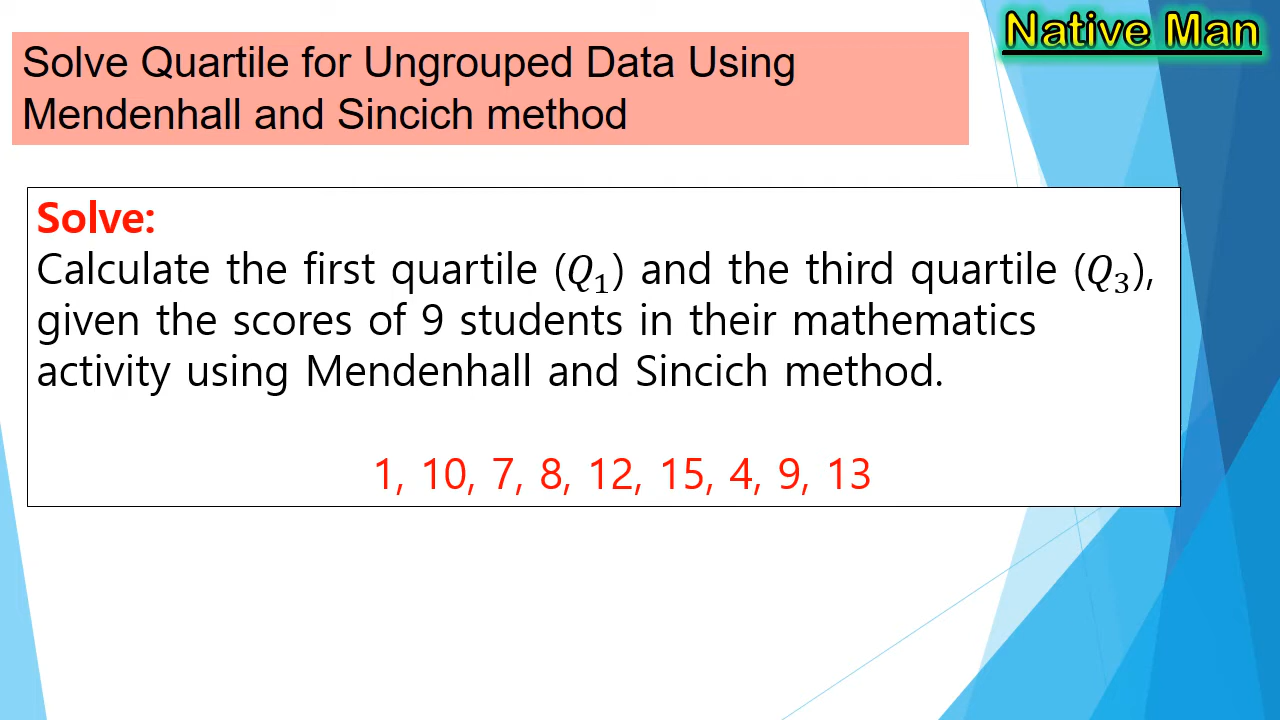 Native Man
Solve Quartile for Ungrouped Data Using
Mendenhall and Sincich method
Solve:
Calculate the first quartile (𝑄₁) and the third quartile (𝑄₃),
given the scores of 9 students in their mathematics
activity using Mendenhall and Sincich method.
1, 10, 7, 8, 12, 15, 4, 9, 13